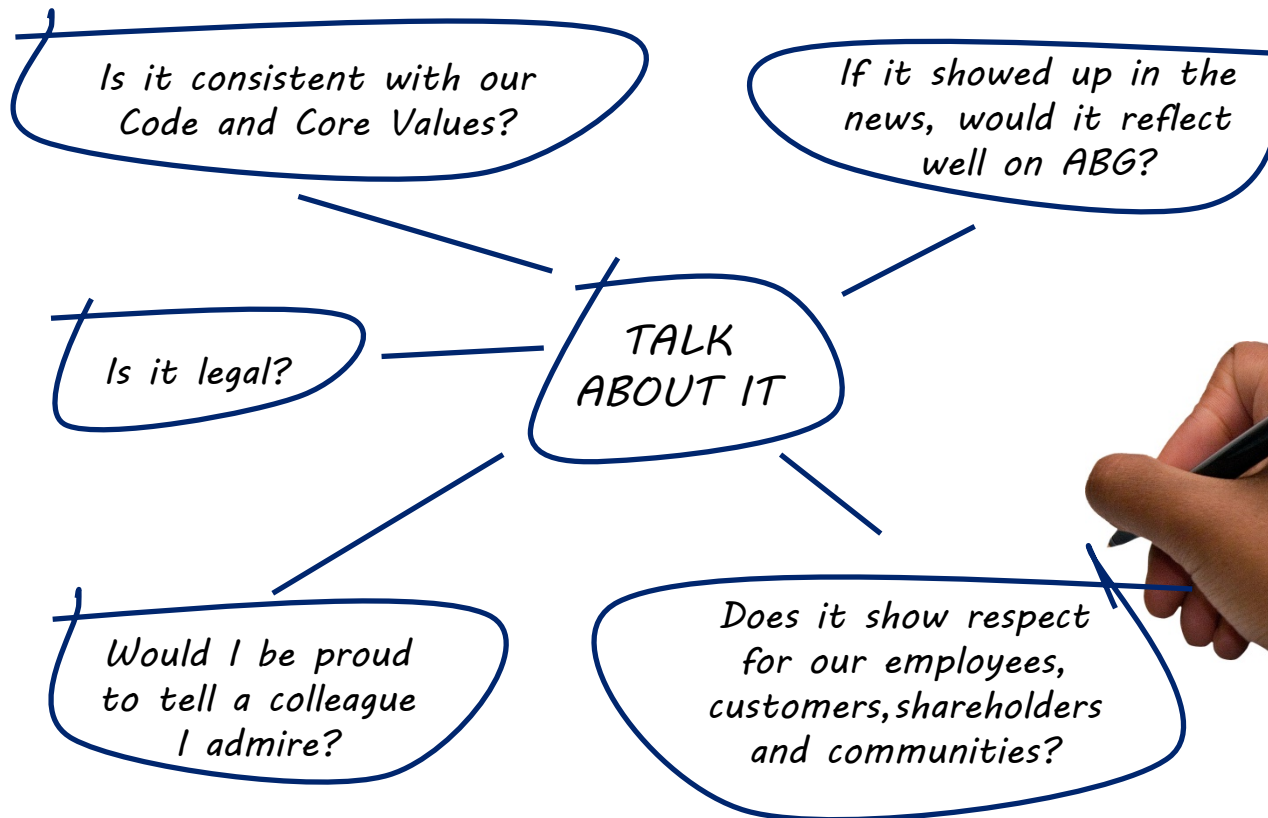 Is it consistent with our
Code and Core Values?
If it showed up in the
news, would it reflect
well on ABG?
Is it legal?
TALK
ABOUT IT
Would I be proud
to tell a colleague
I admire?
Does it show respect
for our employees,
customers, shareholders
and communities?